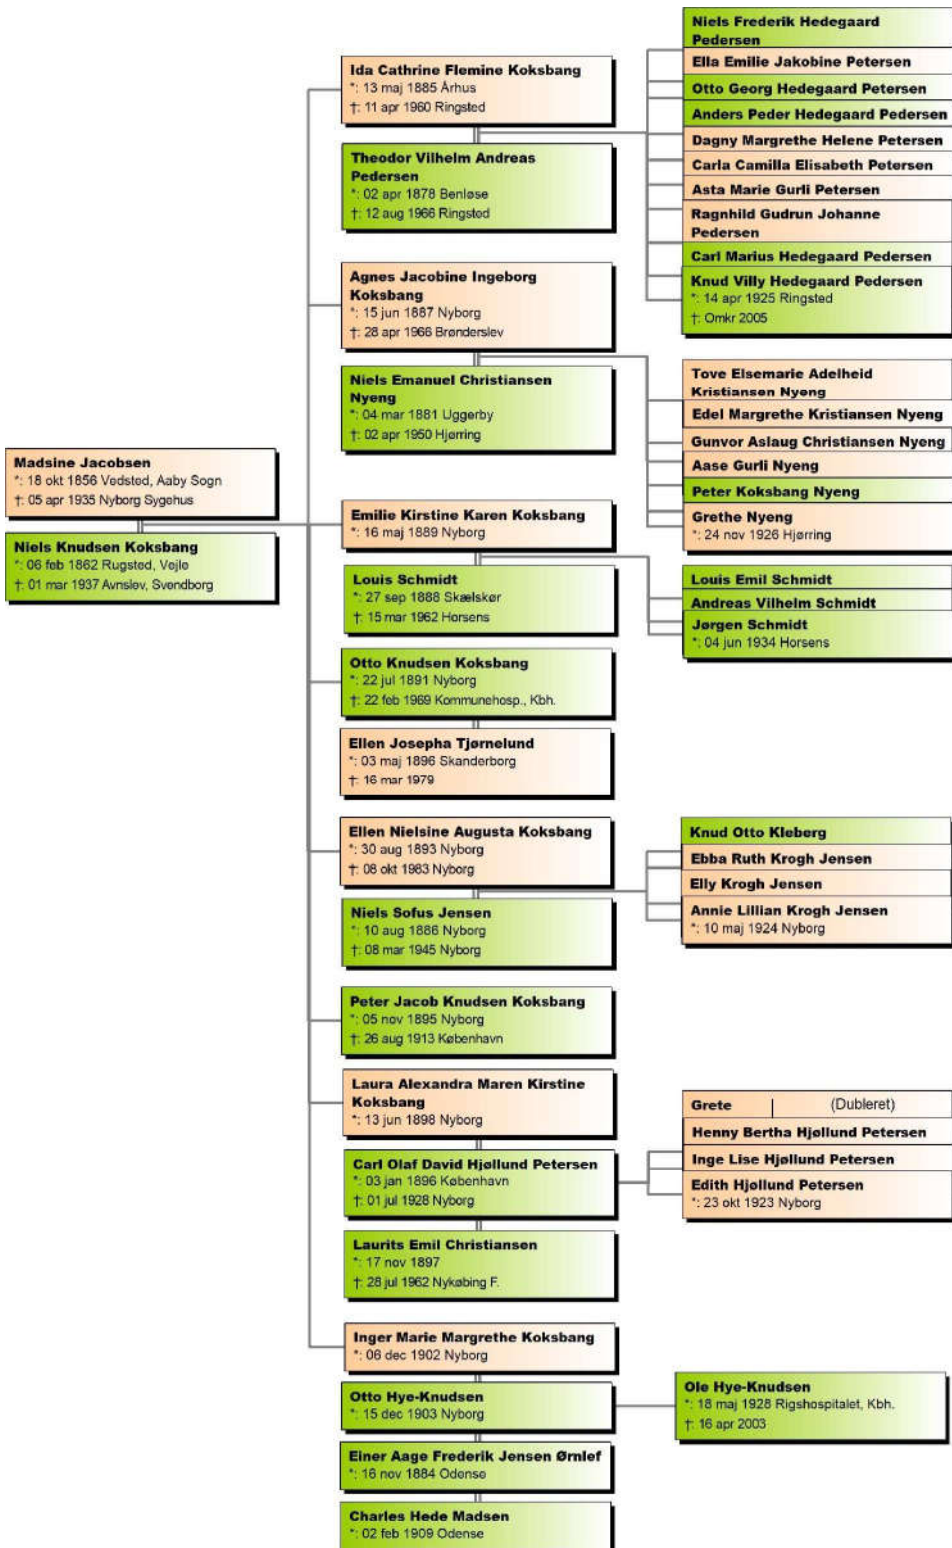 Madsine Jacobsen
*: 18 okt 1856 Vedsted, Aaby Sogn
†: 05 apr 1935 Nyborg Sygehus
Niels Knudsen Koksbang
*: 06 feb 1862 Rugsted, Vejle
†: 01 mar 1937 Avnslev, Svendborg
Ida Cathrine Flemine Koksbang
*: 13 maj 1885 Århus
†: 11 apr 1960 Ringsted
Theodor Vilhelm Andreas
Pedersen
*: 02 apr 1878 Benløse
†: 12 aug 1966 Ringsted
Niels Frederik Hedegaard
Pedersen
Ella Emilie Jakobine Petersen
Otto Georg Hedegaard Petersen
Anders Peder Hedegaard Pedersen
Dagny Margrethe Helene Petersen
Carla Camilla Elisabeth Petersen
Asta Marie Gurli Petersen
Ragnhild Gudrun Johanne
Pedersen
Carl Marius Hedegaard Pedersen
Knud Villy Hedegaard Pedersen
*: 14 apr 1925 Ringsted
†: Omkr 2005
Agnes Jacobine Ingeborg
Koksbang
*: 15 jun 1887 Nyborg
†: 28 apr 1966 Brønderslev
Niels Emanuel Christiansen
Nyeng
*: 04 mar 1881 Uggerby
†: 02 apr 1950 Hjørring
Tove Elsemarie Adelheid
Kristiansen Nyeng
Edel Margrethe Kristiansen Nyeng
Gunvor Aslaug Christiansen Nyeng
Aase Gurli Nyeng
Peter Koksbang Nyeng
Grethe Nyeng
*: 24 nov 1926 Hjørring
Emilie Kirstine Karen Koksbang
*: 16 maj 1889 Nyborg
Louis Schmidt
*: 27 sep 1888 Skælskør
†: 15 mar 1962 Horsens
Louis Emil Schmidt
Andreas Vilhelm Schmidt
Jørgen Schmidt
*: 04 jun 1934 Horsens
Otto Knudsen Koksbang
*: 22 jul 1891 Nyborg
†: 22 feb 1969 Kommunehosp., Kbh.
Ellen Josepha Tjørnelund
*: 03 maj 1896 Skanderborg
†: 16 mar 1979
Ellen Nielsine Augusta Koksbang
*: 30 aug 1893 Nyborg
†: 08 okt 1983 Nyborg
Niels Sofus Jensen
*: 10 aug 1886 Nyborg
†: 08 mar 1945 Nyborg
Knud Otto Kleberg
Ebba Ruth Krogh Jensen
Elly Krogh Jensen
Annie Lillian Krogh Jensen
*: 10 maj 1924 Nyborg
Peter Jacob Knudsen Koksbang
*: 05 nov 1895 Nyborg
†: 26 aug 1913 København
Laura Alexandra Maren Kirstine
Koksbang
*: 13 jun 1898 Nyborg
Carl Olaf David Hjøllund Petersen
*: 03 jan 1896 København
†: 01 jul 1928 Nyborg
Laurits Emil Christiansen
*: 17 nov 1897
†: 28 jul 1962 Nykøbing F.
Grete (Dubleret)
Henny Bertha Hjøllund Petersen
Inge Lise Hjøllund Petersen
Edith Hjøllund Petersen
*: 23 okt 1923 Nyborg
Inger Marie Margrethe Koksbang
*: 06 dec 1902 Nyborg
Otto Hye-Knudsen
*: 15 dec 1903 Nyborg
Ole Hye-Knudsen
*: 18 maj 1928 Rigshospitalet, Kbh.
†: 16 apr 2003
Einer Aage Frederik Jensen Ørnlef
*: 16 nov 1884 Odense
Charles Hede Madsen
*: 02 feb 1909 Odense